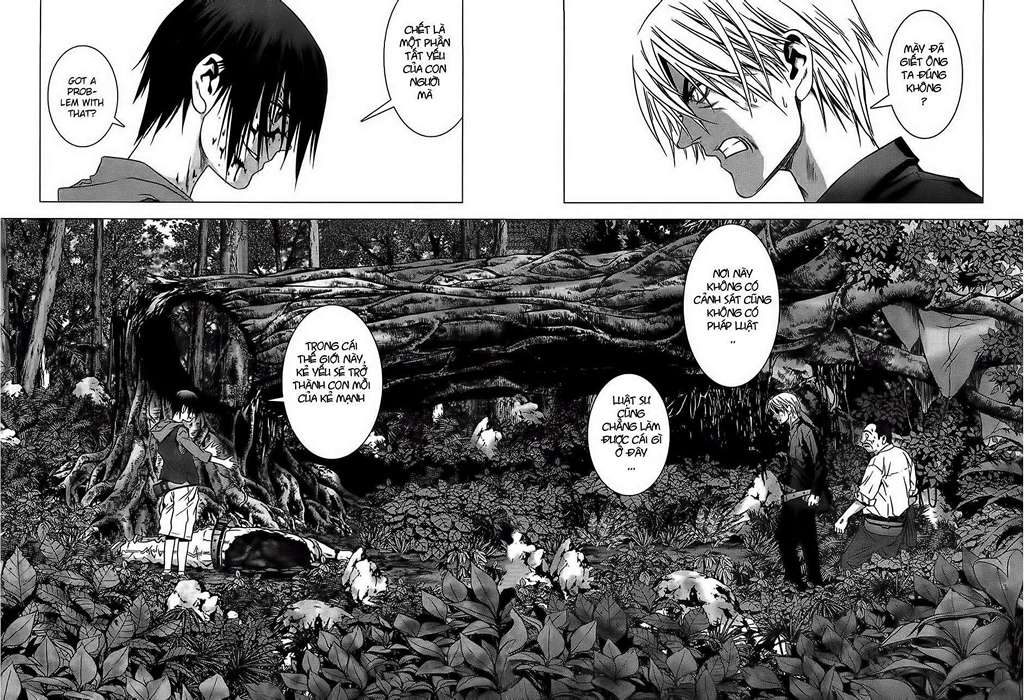 MÀY ĐÃ
GIẾT ÔNG
TA ĐÚNG
KHÔNG
?
CHẾT LÀ
MỘT PHẦN
TẤT YẾU
CỦA CON
NGƯỜI
MÀ
GOT A
PROB-
LEM WITH
THAT?
NƠI NÀY
KHÔNG CÓ
CẢNH SÁT CŨNG
KHÔNG CÓ
PHÁP LUẬT
..
LUẬT SƯ
CŨNG
CHẲNG LÀM
ĐƯỢC CÁI GÌ
Ở ĐÂY
...
TRONG CÁI
THẾ GIỚI NÀY,
KẺ YẾU SẼ TRỞ
THÀNH CON MỒI
CỦA KẺ MẠNH